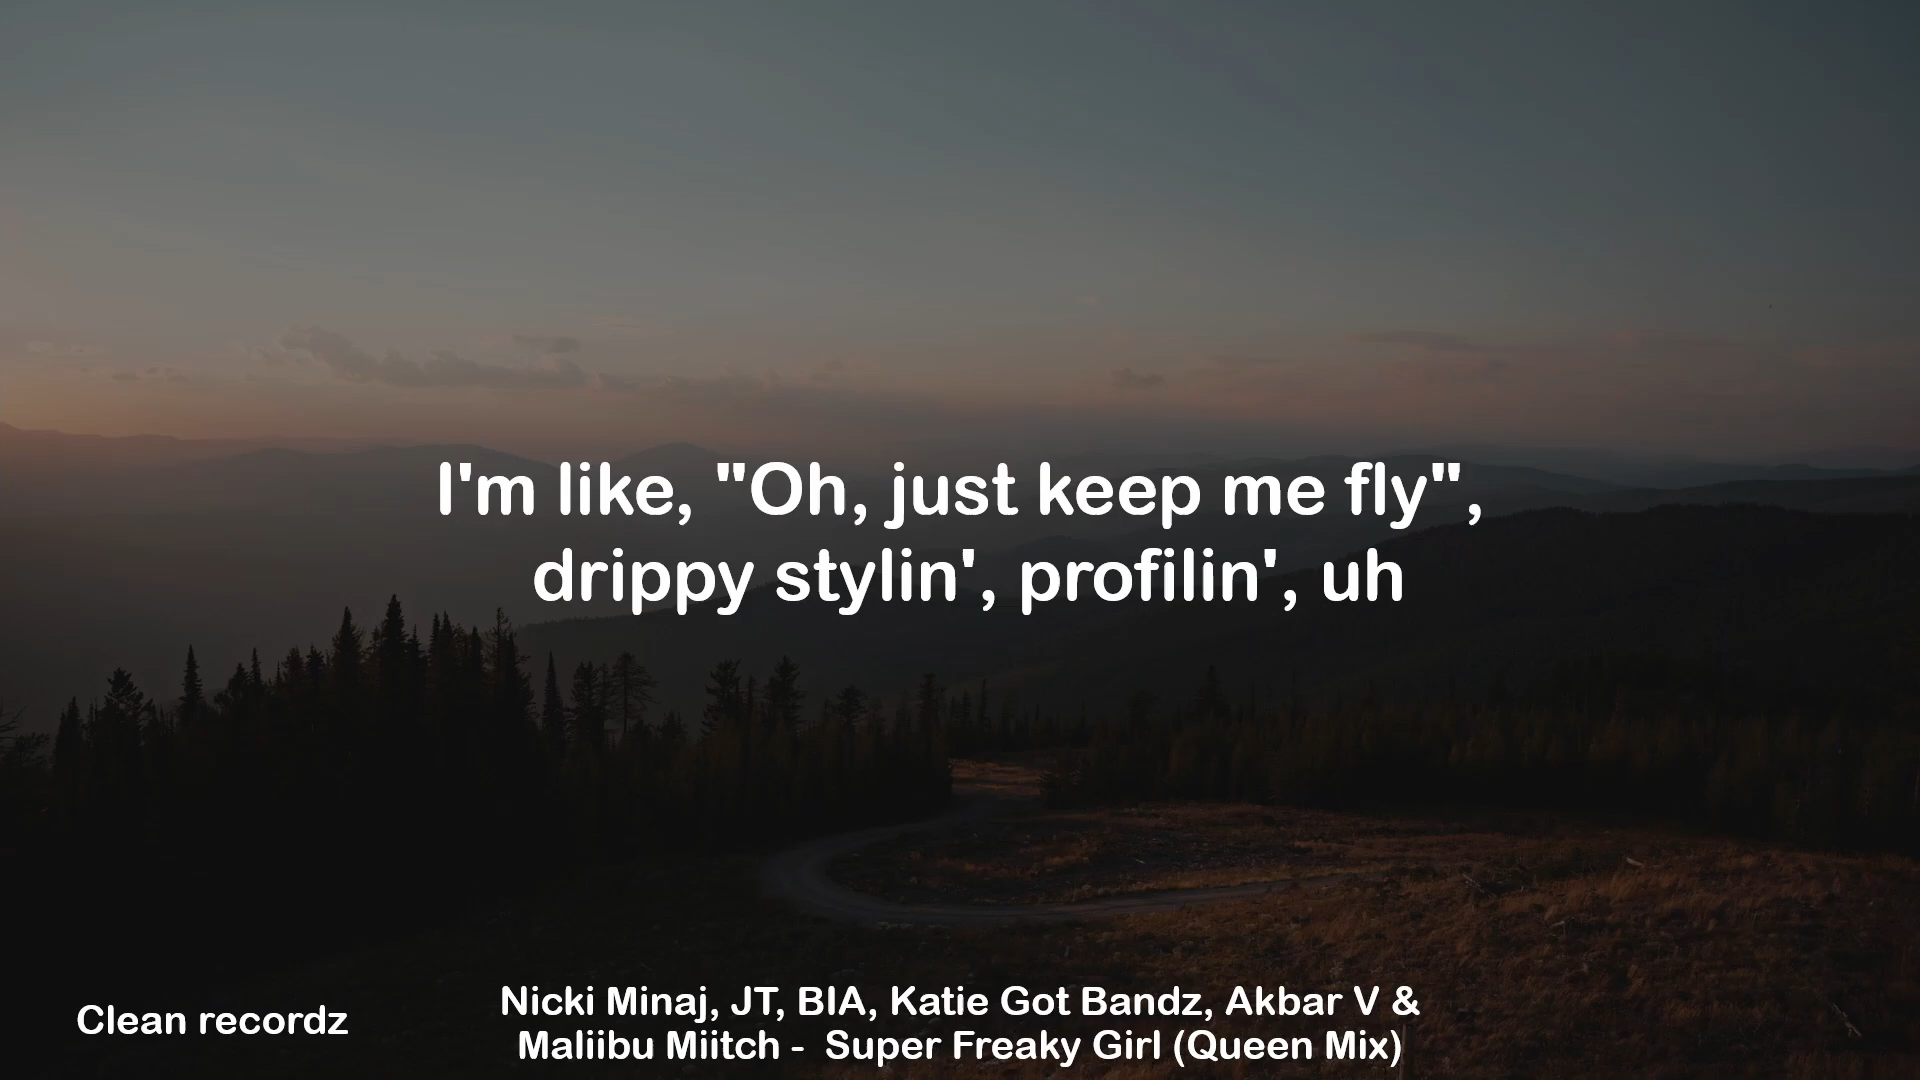 I'm like, "Oh, just keep me fly",
drippy stylin', profilin', uh
Clean recordz
Nicki Minaj, JT, BIA, Katie Got Bandz, Akbar V &
Maliibu Miitch -  Super Freaky Girl (Queen Mix)